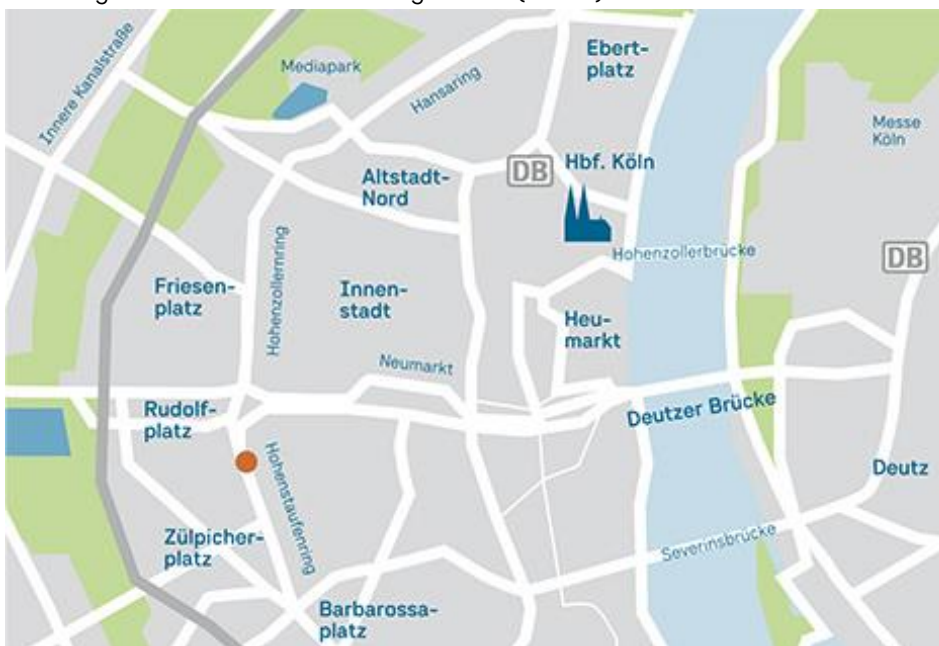 Ebert-
platz
Innere Kanalstraße
Mediapark
Hansaring
Messe
Köln
DB
Hbf. Köln
Altstadt-
Nord
Hohenzollerbrücke
DB
Hohenzollernring
Friesen-
platz
Innen-
stadt
Heu-
markt
Neumarkt
Rudolf-
platz
Deutzer Brücke
Hohenstaufenring
Deutz
Zülpicher-
platz
Severinsbrücke
Barbarossa-
platz